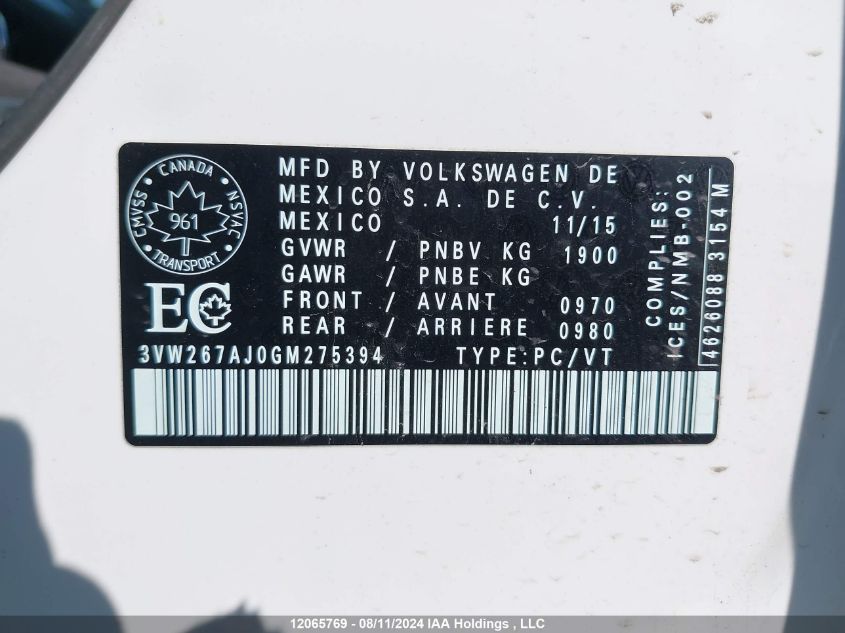 CANADA
CMVSS
NSVAC
961
• TRANSPORT •
EC
MFD BY VOLKSWAGEN DE
MEXICO S.A. DE C.V.
MEXICO 11/15
GVWR / PNBV KG 1900
GAWR / PNBE KG
FRONT / AVANT 0970
REAR / ARRIERE 0980
3VW267AJ0GM275394 TYPE:PC/VT
COMPLIES:
ICES/NMB-002
4626088 3154 M
12065769 - 08/11/2024 IAA Holdings , LLC